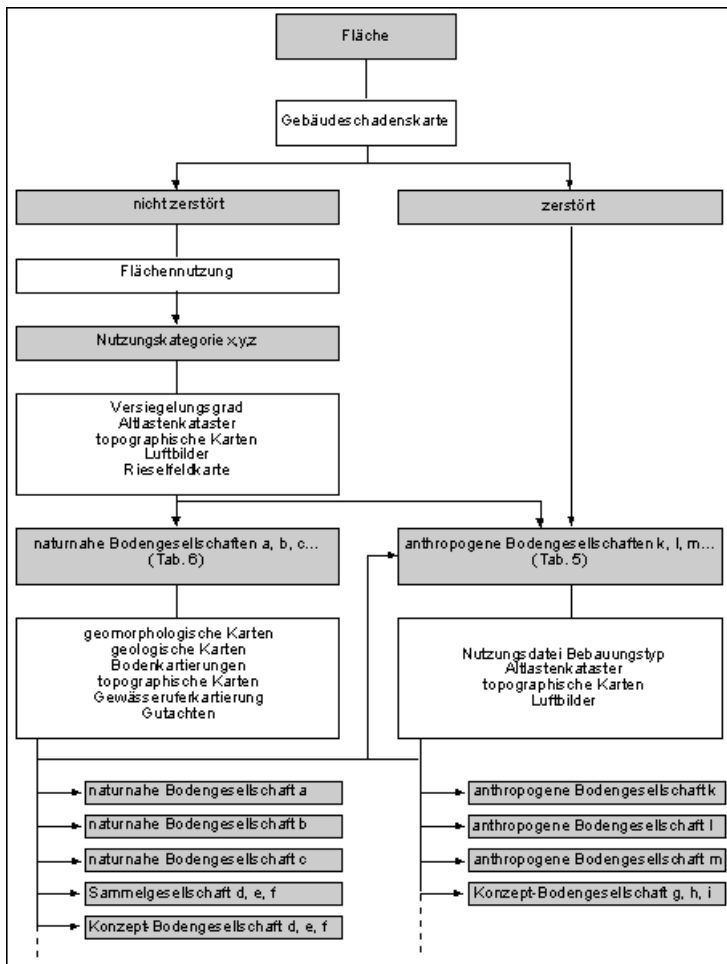 Fläche
Gebäudeschadenskarte
nicht zerstört
zerstört
Flächennutzung
Nutzungskategorie x,y,z
Versiegelungsgrad
Altlastenkataster
topographische Karten
Luftbilder
Rieselfeldkarte
naturnahe Bodengesellschaften a, b, c...
(Tab. 6)
anthropogene Bodengesellschaften k, l, m...
(Tab. 5)
geomorphologische Karten
geologische Karten
Bodenkartierungen
topographische Karten
Gewässeruferkartierung
Gutachten
Nutzungsdatei Bebauungstyp
Altlastenkataster
topographische Karten
Luftbilder
naturnahe Bodengesellschaft a
naturnahe Bodengesellschaft b
naturnahe Bodengesellschaft c
Sammelgesellschaft d, e, f
Konzept-Bodengesellschaft d, e, f
anthropogene Bodengesellschaft k
anthropogene Bodengesellschaft l
anthropogene Bodengesellschaft m
Konzept-Bodengesellschaft g, h, i